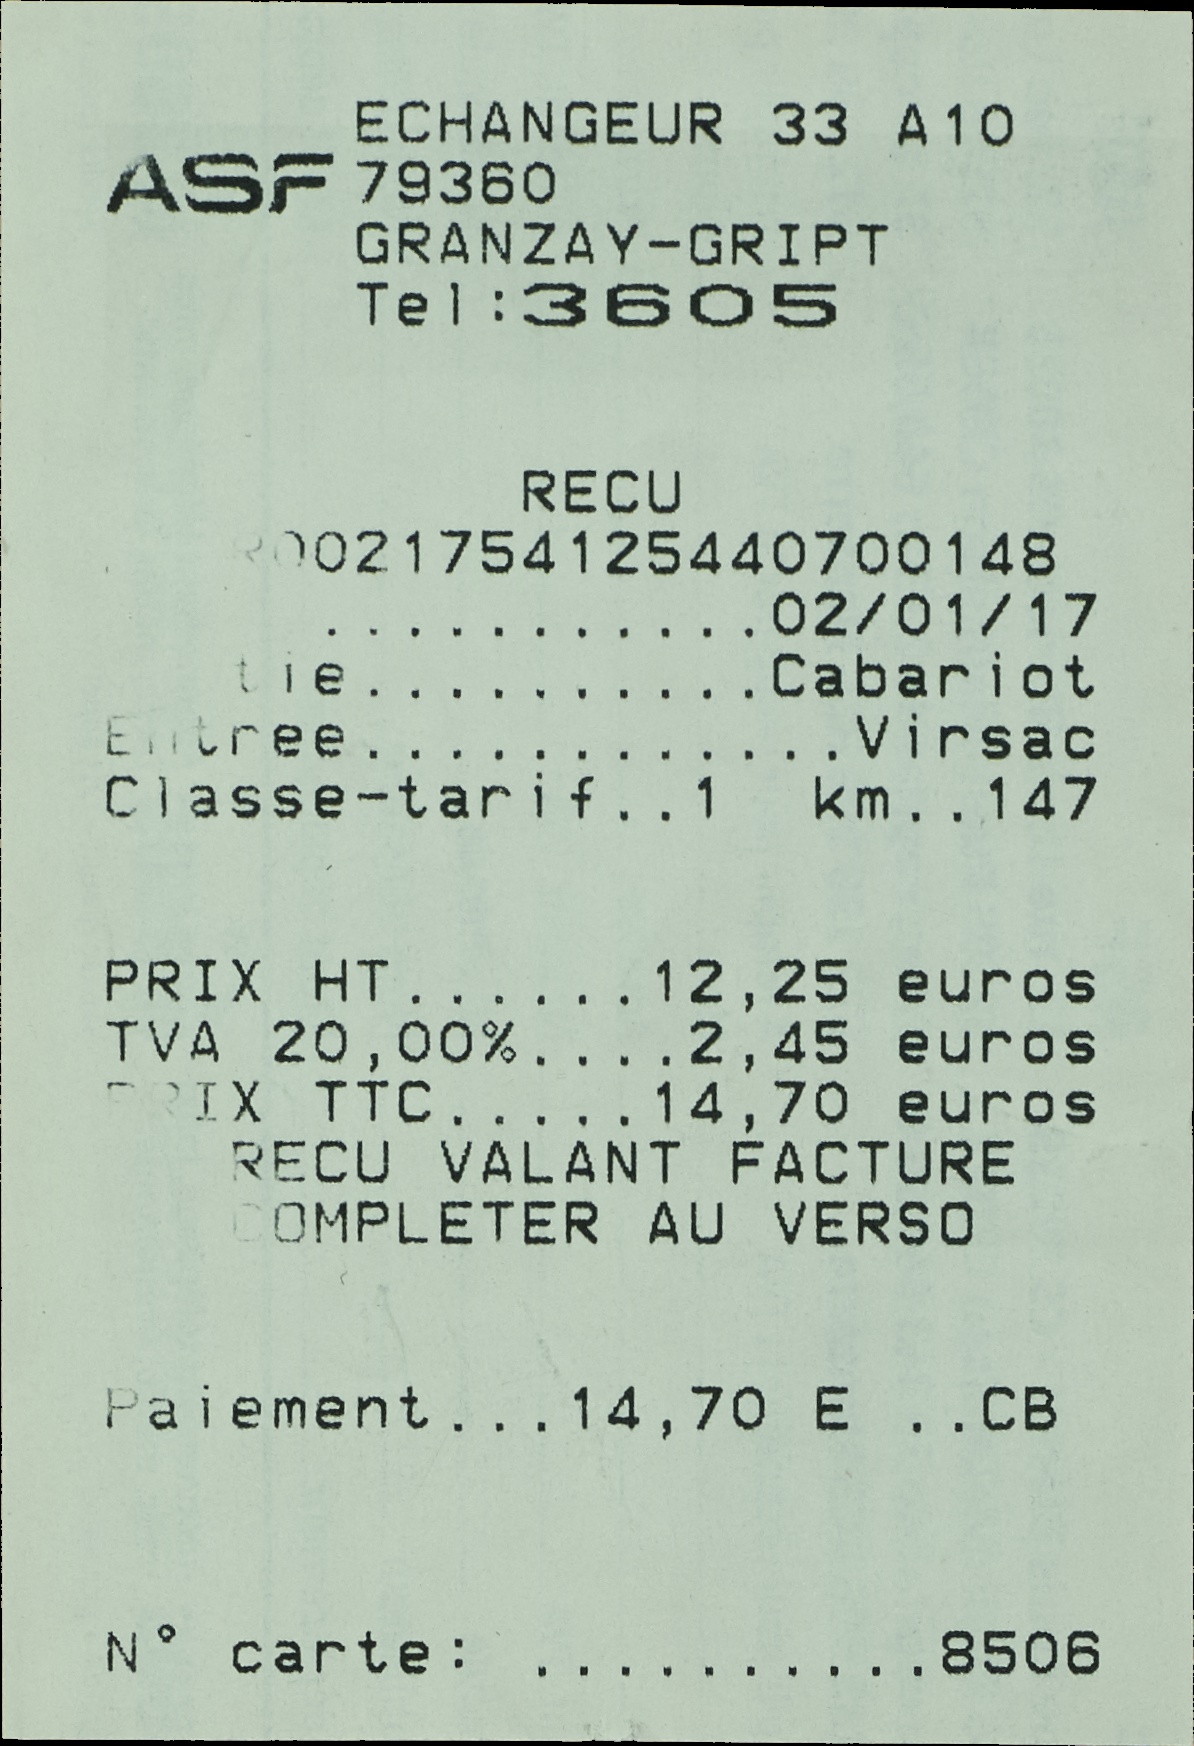 ECHANGEUR 33 A10
ASF 79360
GRANZAY-GRIPT
Tel:3605
RECU
R00217541254407００148
............02/01/17
tie...........Cabariot
Entree.............Virsac
Classe-tarif..1 km..147
PRIX HT......12,25 euros
TVA 20,00%....2,45 euros
PRIX TTC.....14,70 euros
RECU VALANT FACTURE
COMPLETER AU VERSO
Paiement...14,70 E ..CB
N° carte: ...........8506